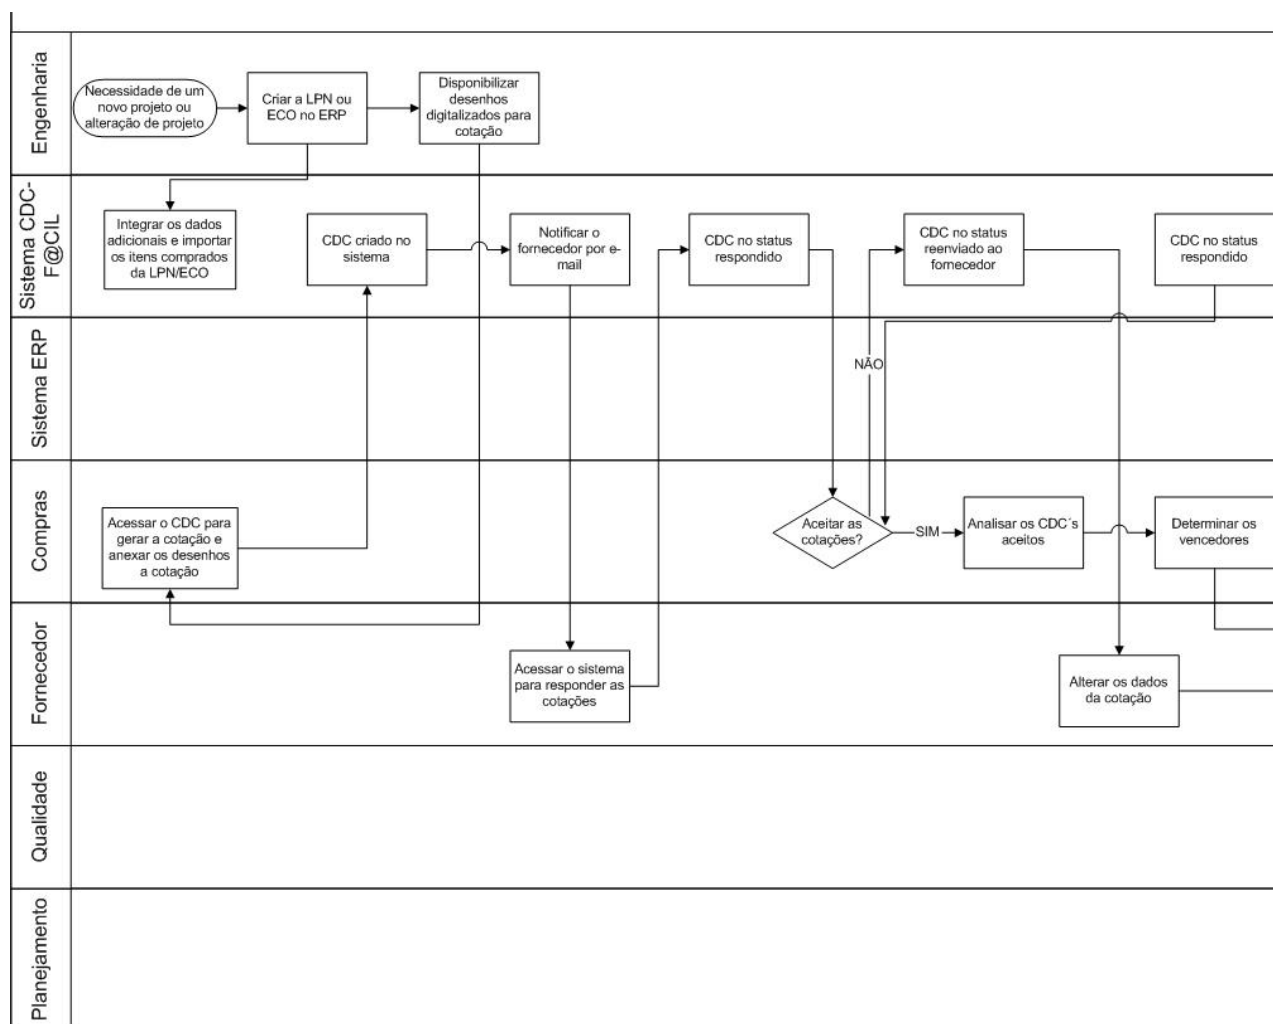 Engenharia
Necessidade de um
novo projeto ou
alteração de projeto
Criar a LPN ou
ECO no ERP
Disponibilizar
desenhos
digitalizados para
cotação
Sistema CDC-
F@CIL
Integrar os dados
adicionais e importar
os itens comprados
da LPN/ECO
CDC criado no
sistema
Notificar o
fornecedor por e-
mail
CDC no status
respondido
CDC no status
reenviado ao
fornecedor
CDC no status
respondido
Sistema ERP
NÃO
Compras
Acessar o CDC para
gerar a cotação e
anexar os desenhos
a cotação
Aceitar as
cotações?
SIM
Analisar os CDC´s
aceitos
Determinar os
vencedores
Fornecedor
Acessar o sistema
para responder as
cotações
Alterar os dados
da cotação
Qualidade
Planejamento